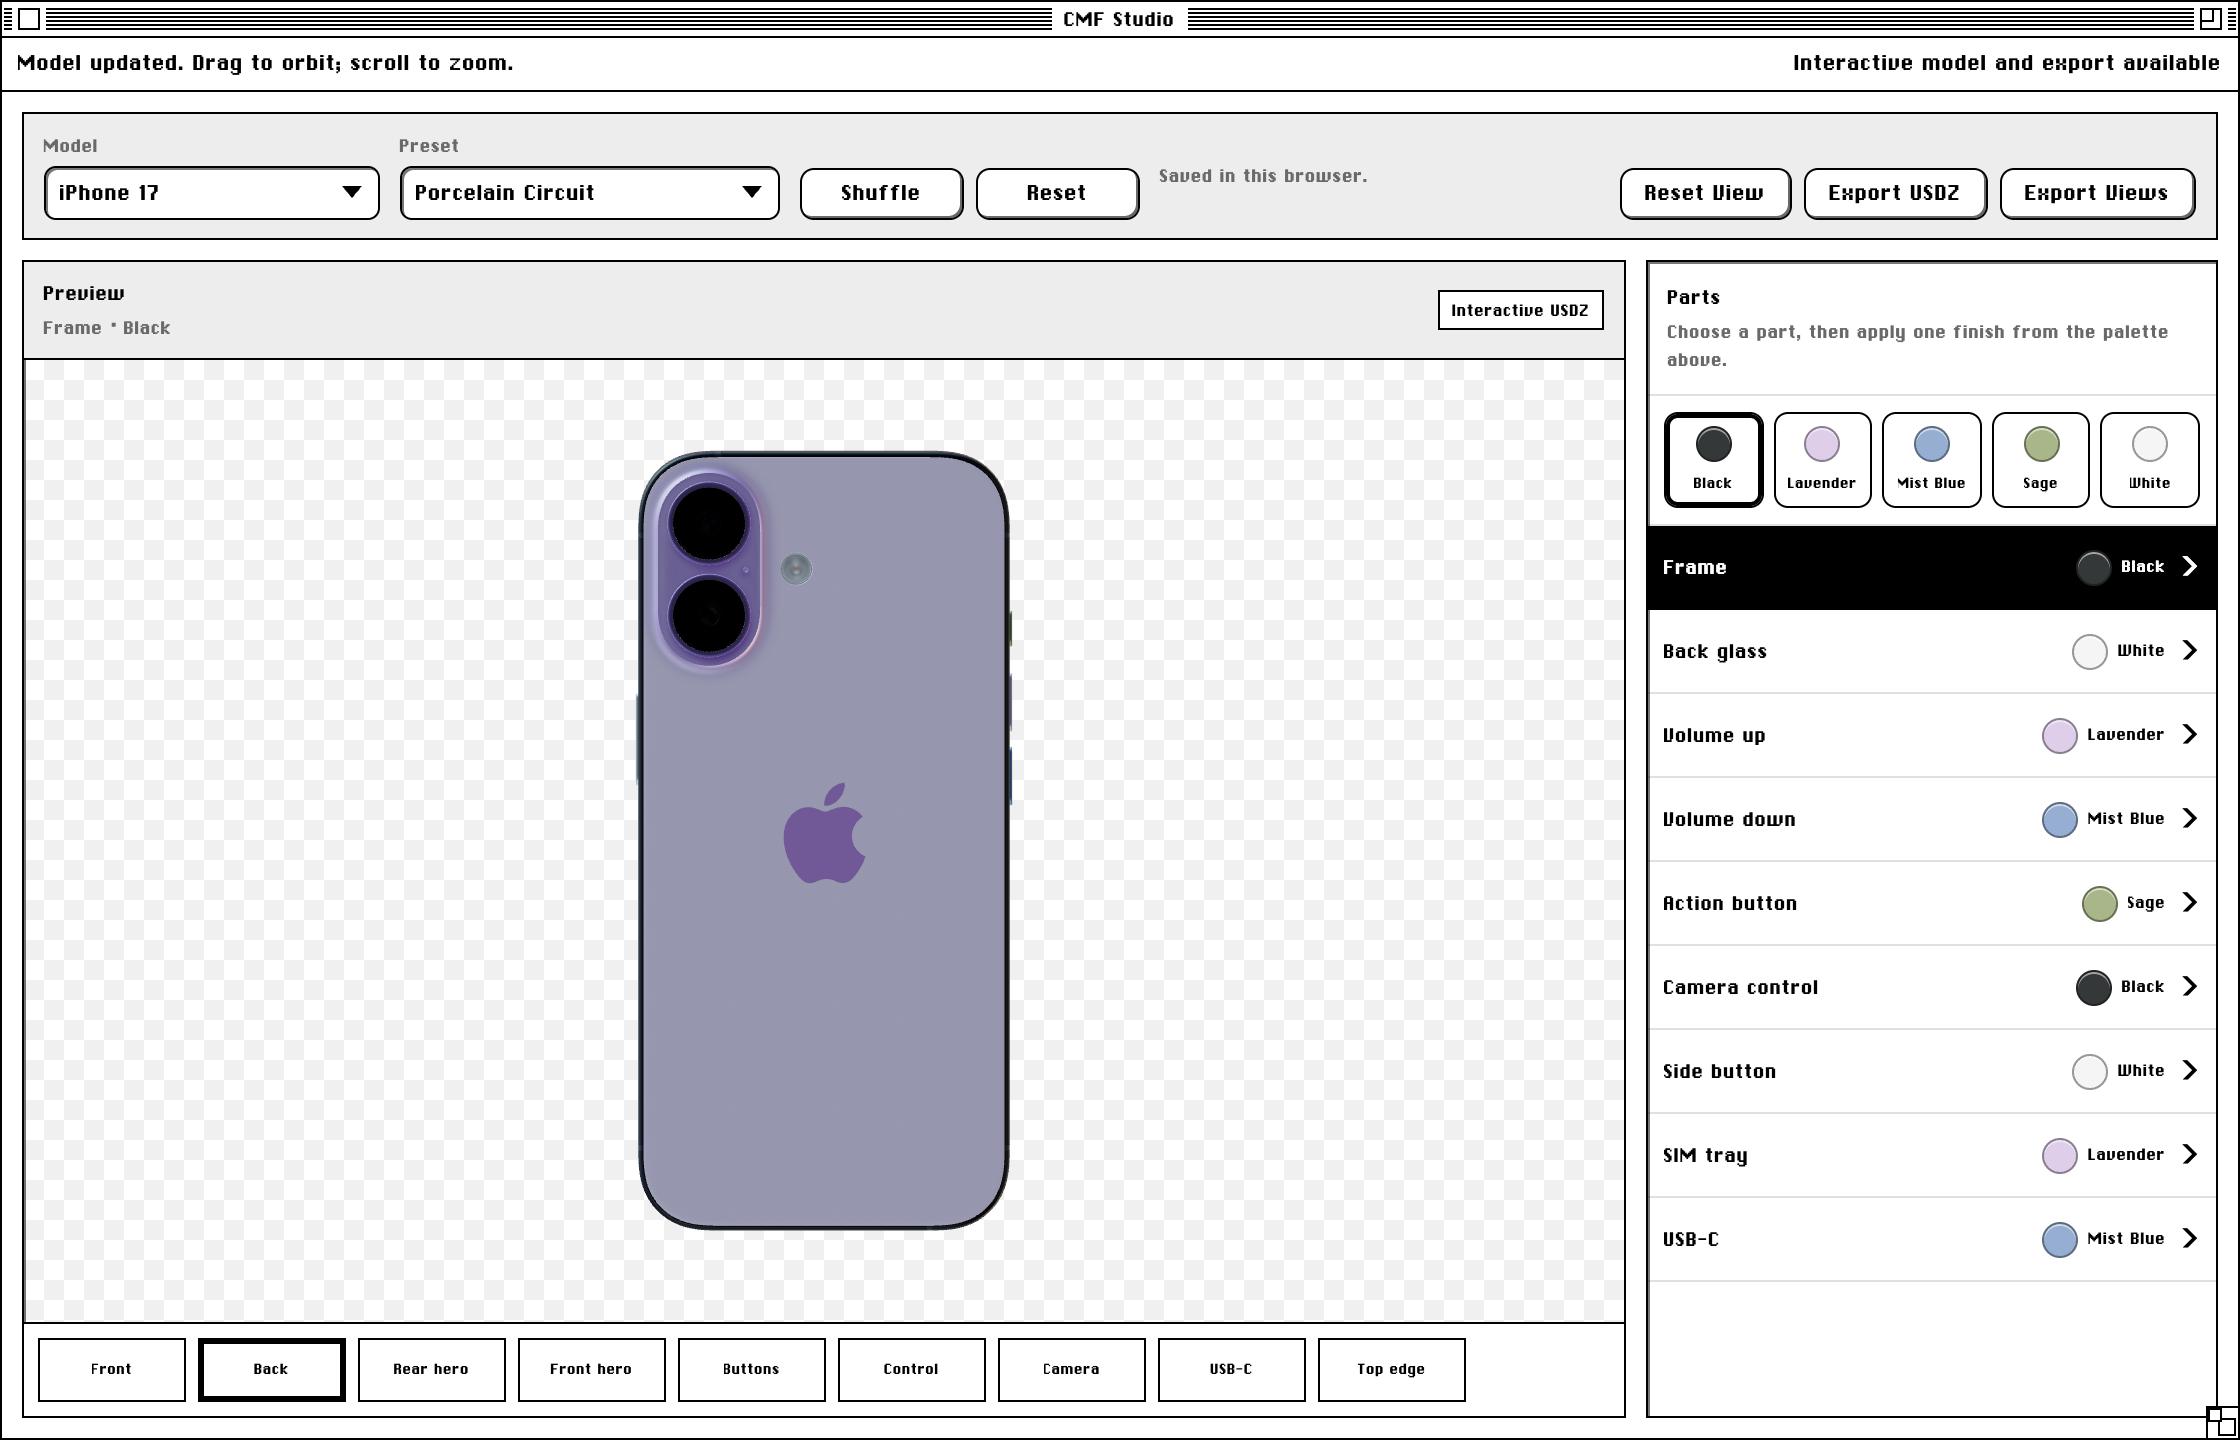 CMF Studio
Model updated. Drag to orbit; scroll to zoom.
Interactive model and export available
Model
Preset
iPhone 17
Porcelain Circuit
Shuffle
Reset
Saved in this browser.
Reset View
Export USDZ
Export Views
Preview
Frame · Black
Interactive USDZ
Parts
Choose a part, then apply one finish from the palette
above.
Black
Lavender
Mist Blue
Sage
White
Frame
Black
Back glass
White
Volume up
Lavender
Volume down
Mist Blue
Action button
Sage
Camera control
Black
Side button
White
SIM tray
Lavender
USB-C
Mist Blue
Front
Back
Rear hero
Front hero
Buttons
Control
Camera
USB-C
Top edge